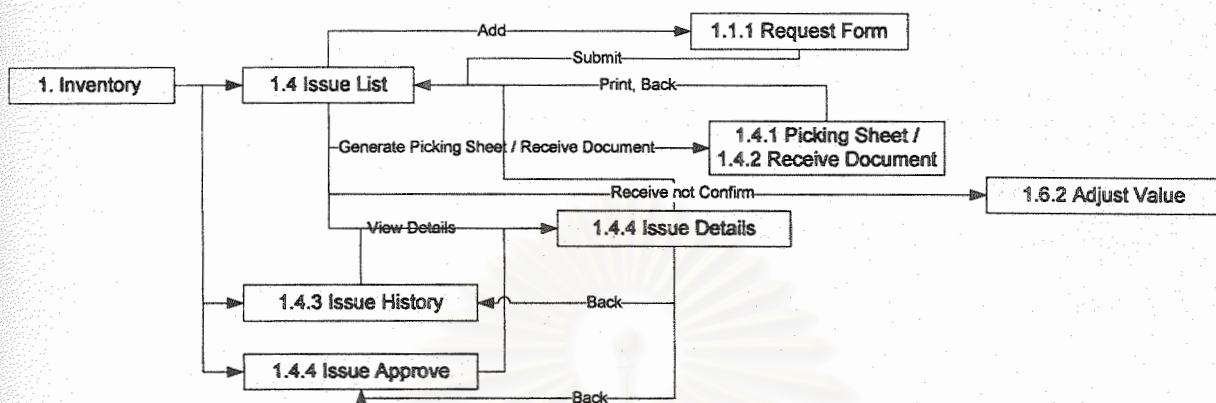 Add
1.1.1 Request Form
Submit
1. Inventory
1.4 Issue List
Print, Back
Generate Picking Sheet / Receive Document
1.4.1 Picking Sheet /
1.4.2 Receive Document
Receive not Confirm
1.6.2 Adjust Value
View Details
1.4.4 Issue Details
1.4.3 Issue History
Back
1.4.4 Issue Approve
Back